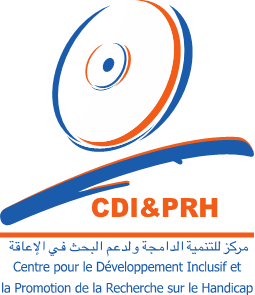 CDI&PRH
مركز للتنمية الدامجة ولدعم البحث في الإعاقة
Centre pour le Développement Inclusif et
la Promotion de la Recherche sur le Handicap